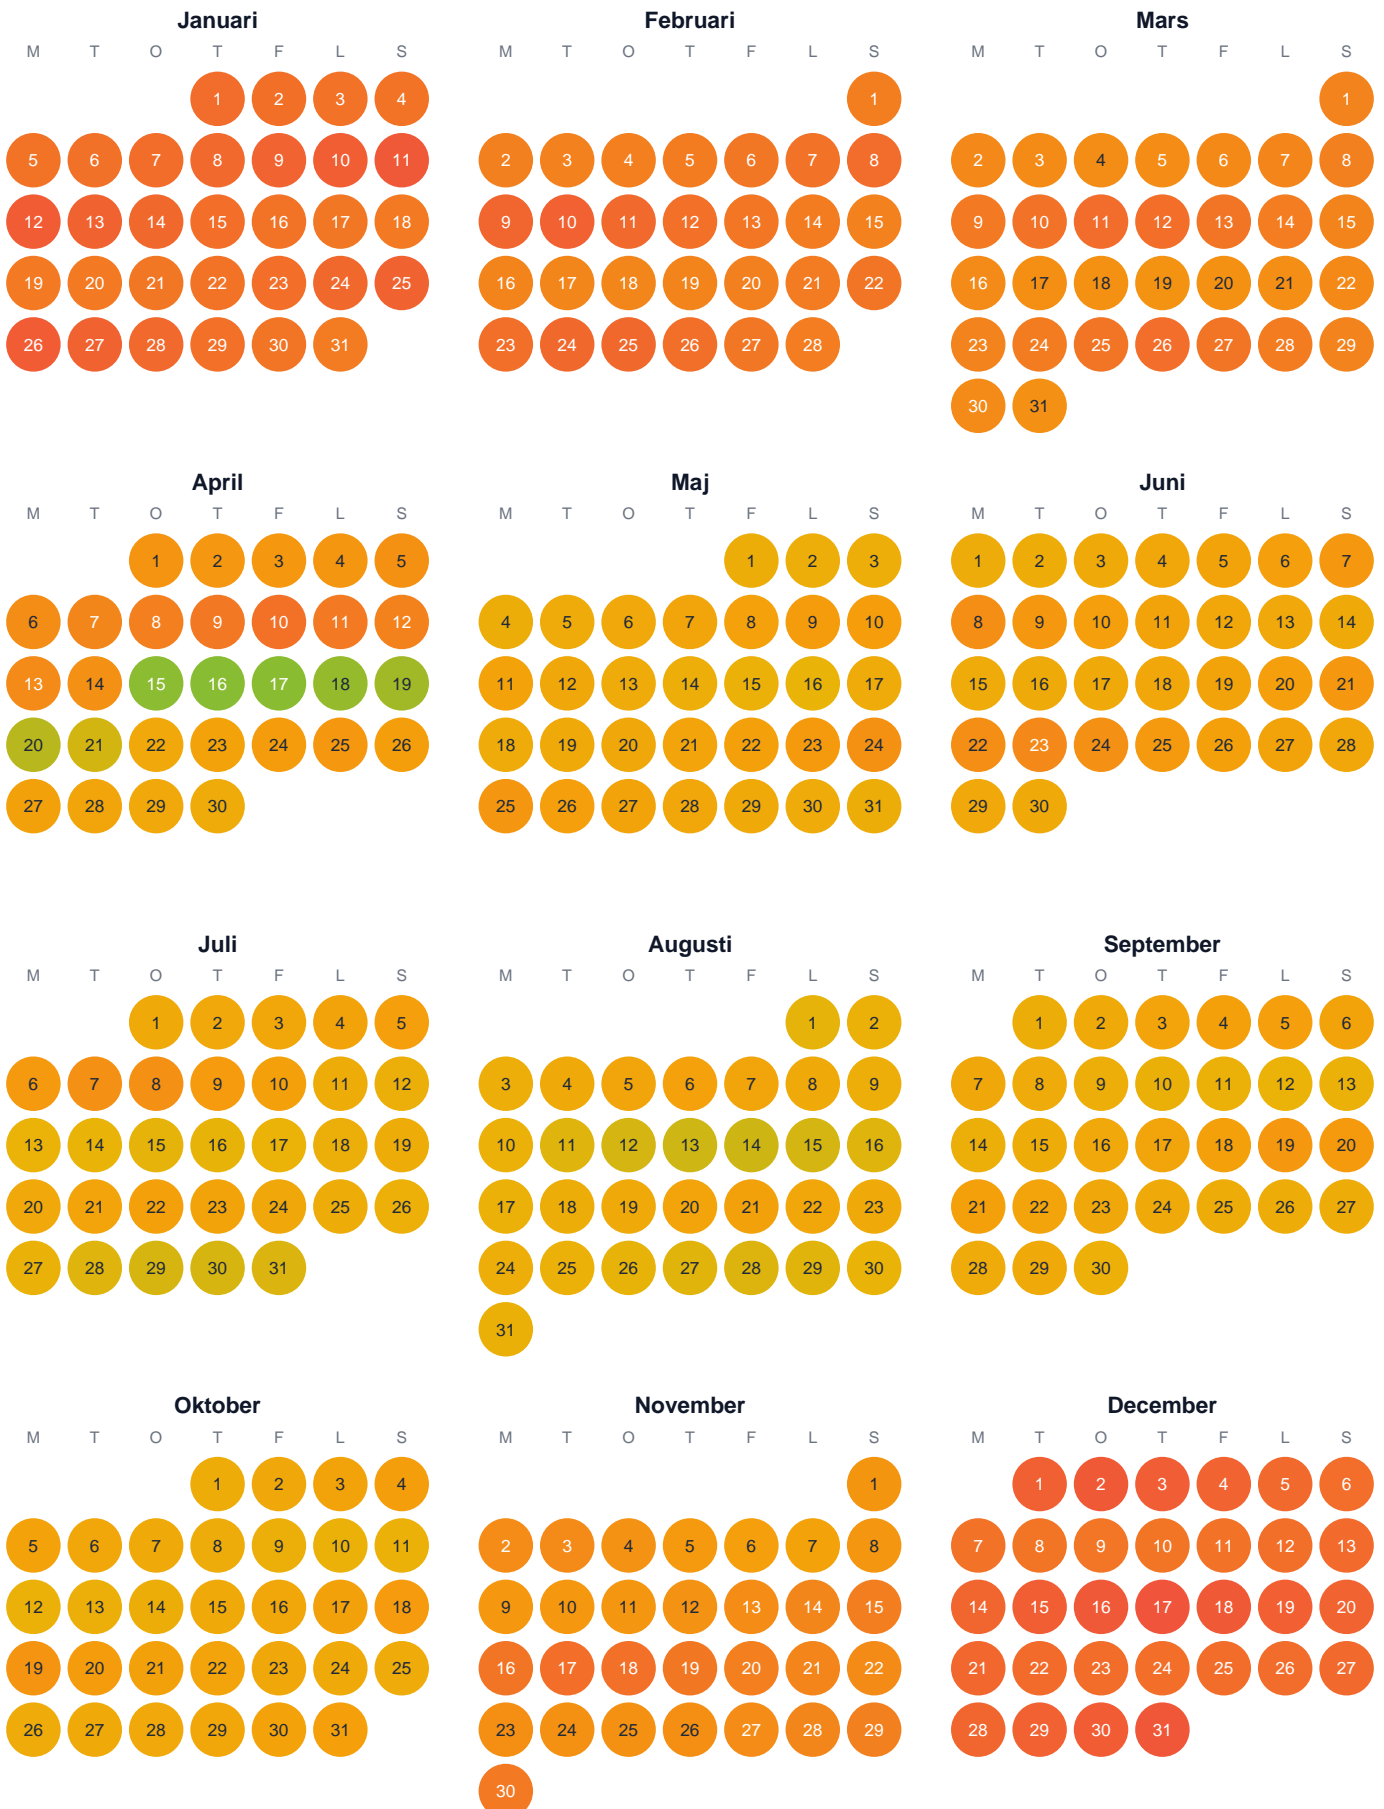 Januari Februari Mars
M T O T F L S M T O T F L S M T O T F L S
1 2 3 4 1 1
5 6 7 8 9 10 11 2 3 4 5 6 7 8 2 3 4 5 6 7 8
12 13 14 15 16 17 18 9 10 11 12 13 14 15 9 10 11 12 13 14 15
19 20 21 22 23 24 25 16 17 18 19 20 21 22 16 17 18 19 20 21 22
26 27 28 29 30 31 23 24 25 26 27 28 23 24 25 26 27 28 29
30 31
April Maj Juni
M T O T F L S M T O T F L S M T O T F L S
1 2 3 4 5 1 2 3 1 2 3 4 5 6 7
6 7 8 9 10 11 12 4 5 6 7 8 9 10 8 9 10 11 12 13 14
13 14 15 16 17 18 19 11 12 13 14 15 16 17 15 16 17 18 19 20 21
20 21 22 23 24 25 26 18 19 20 21 22 23 24 22 23 24 25 26 27 28
27 28 29 30 25 26 27 28 29 30 31 29 30
Juli Augusti September
M T O T F L S M T O T F L S M T O T F L S
1 2 3 4 5 1 2 1 2 3 4 5 6
6 7 8 9 10 11 12 3 4 5 6 7 8 9 7 8 9 10 11 12 13
13 14 15 16 17 18 19 10 11 12 13 14 15 16 14 15 16 17 18 19 20
20 21 22 23 24 25 26 17 18 19 20 21 22 23 21 22 23 24 25 26 27
27 28 29 30 31 24 25 26 27 28 29 30 28 29 30
31
Oktober November December
M T O T F L S M T O T F L S M T O T F L S
1 2 3 4 1 1 2 3 4 5 6
5 6 7 8 9 10 11 2 3 4 5 6 7 8 7 8 9 10 11 12 13
12 13 14 15 16 17 18 9 10 11 12 13 14 15 14 15 16 17 18 19 20
19 20 21 22 23 24 25 16 17 18 19 20 21 22 21 22 23 24 25 26 27
26 27 28 29 30 31 23 24 25 26 27 28 29 28 29 30 31
30